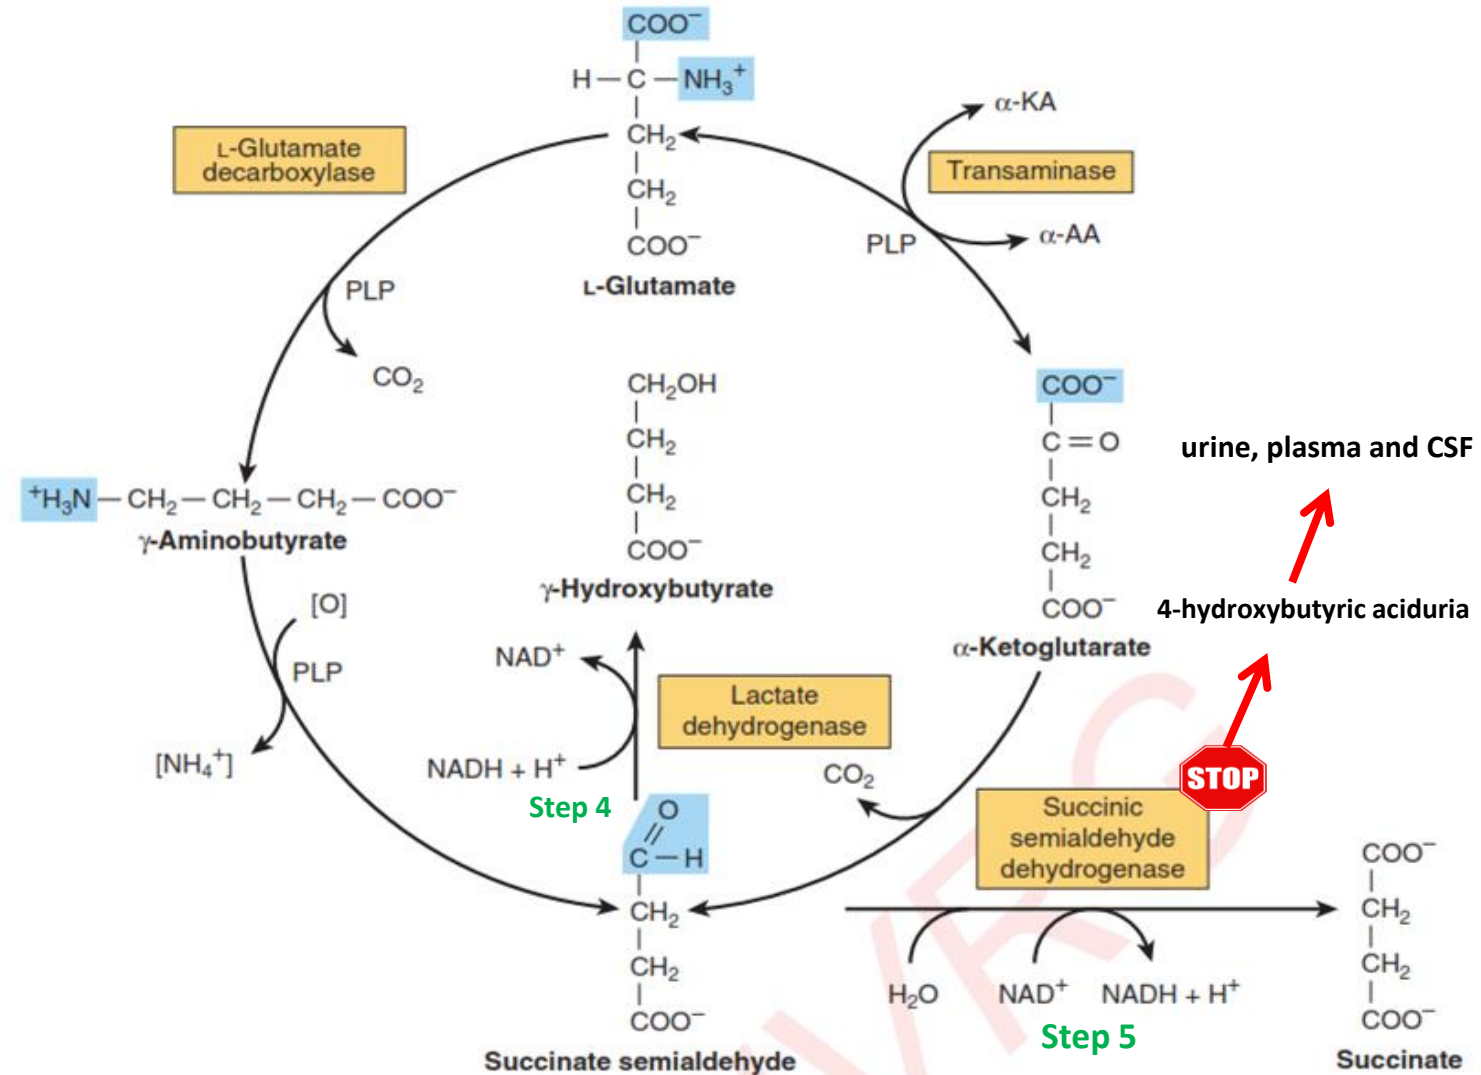 COO⁻
H—C—NH₃⁺
CH₂
CH₂
COO⁻
L-Glutamate
L-Glutamate
decarboxylase
PLP
CO₂
α-KA
Transaminase
PLP
α-AA
⁺H₃N—CH₂—CH₂—CH₂—COO⁻
γ-Aminobutyrate
CH₂OH
CH₂
CH₂
COO⁻
γ-Hydroxybutyrate
COO⁻
C=O
CH₂
CH₂
COO⁻
α-Ketoglutarate
urine, plasma and CSF
4-hydroxybutyric aciduria
STOP
[O]
PLP
[NH₄⁺]
NAD⁺
NADH + H⁺
Lactate
dehydrogenase
Step 4
CO₂
Succinic
semialdehyde
dehydrogenase
O
C—H
CH₂
CH₂
COO⁻
Succinate semialdehyde
H₂O
NAD⁺
NADH + H⁺
Step 5
COO⁻
CH₂
CH₂
COO⁻
Succinate